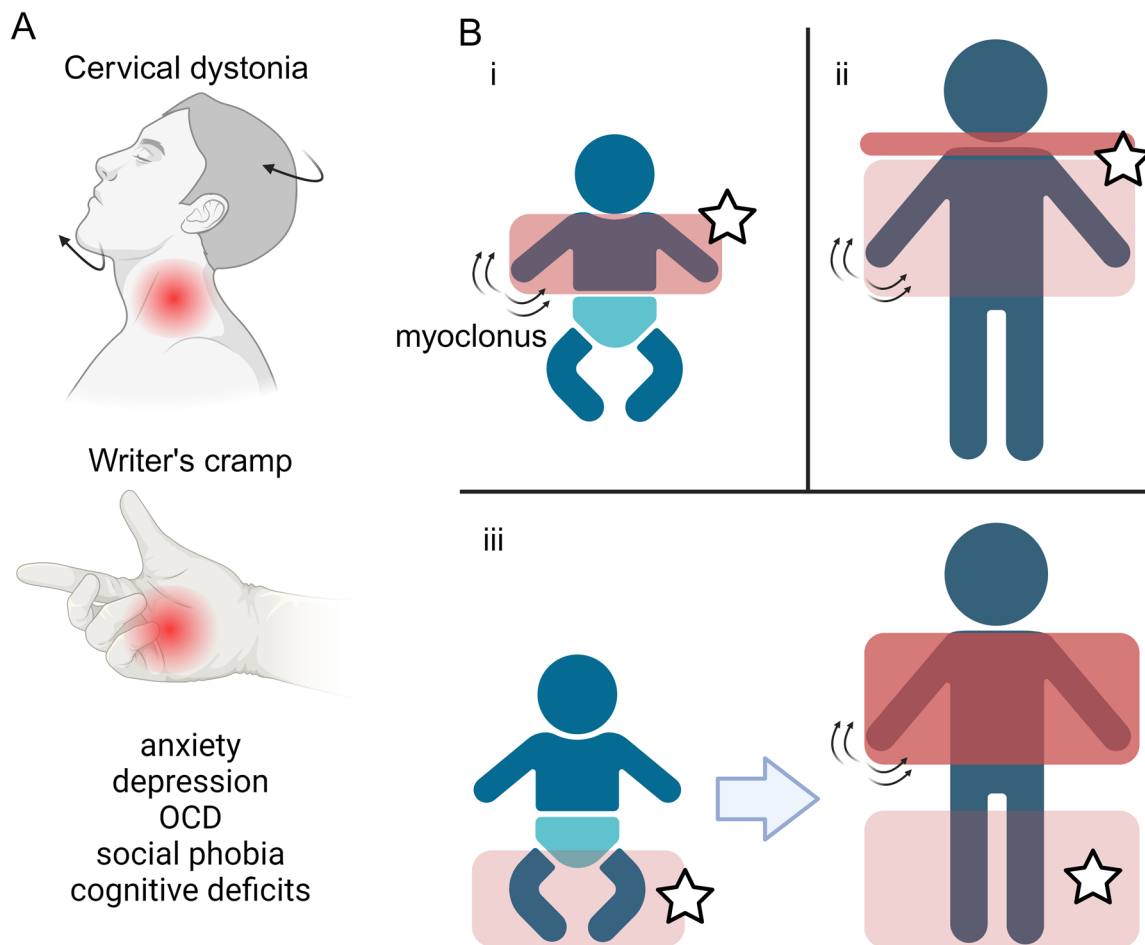 A
Cervical dystonia
Writer's cramp
anxiety
depression
OCD
social phobia
cognitive deficits
B
i
myoclonus
ii
iii